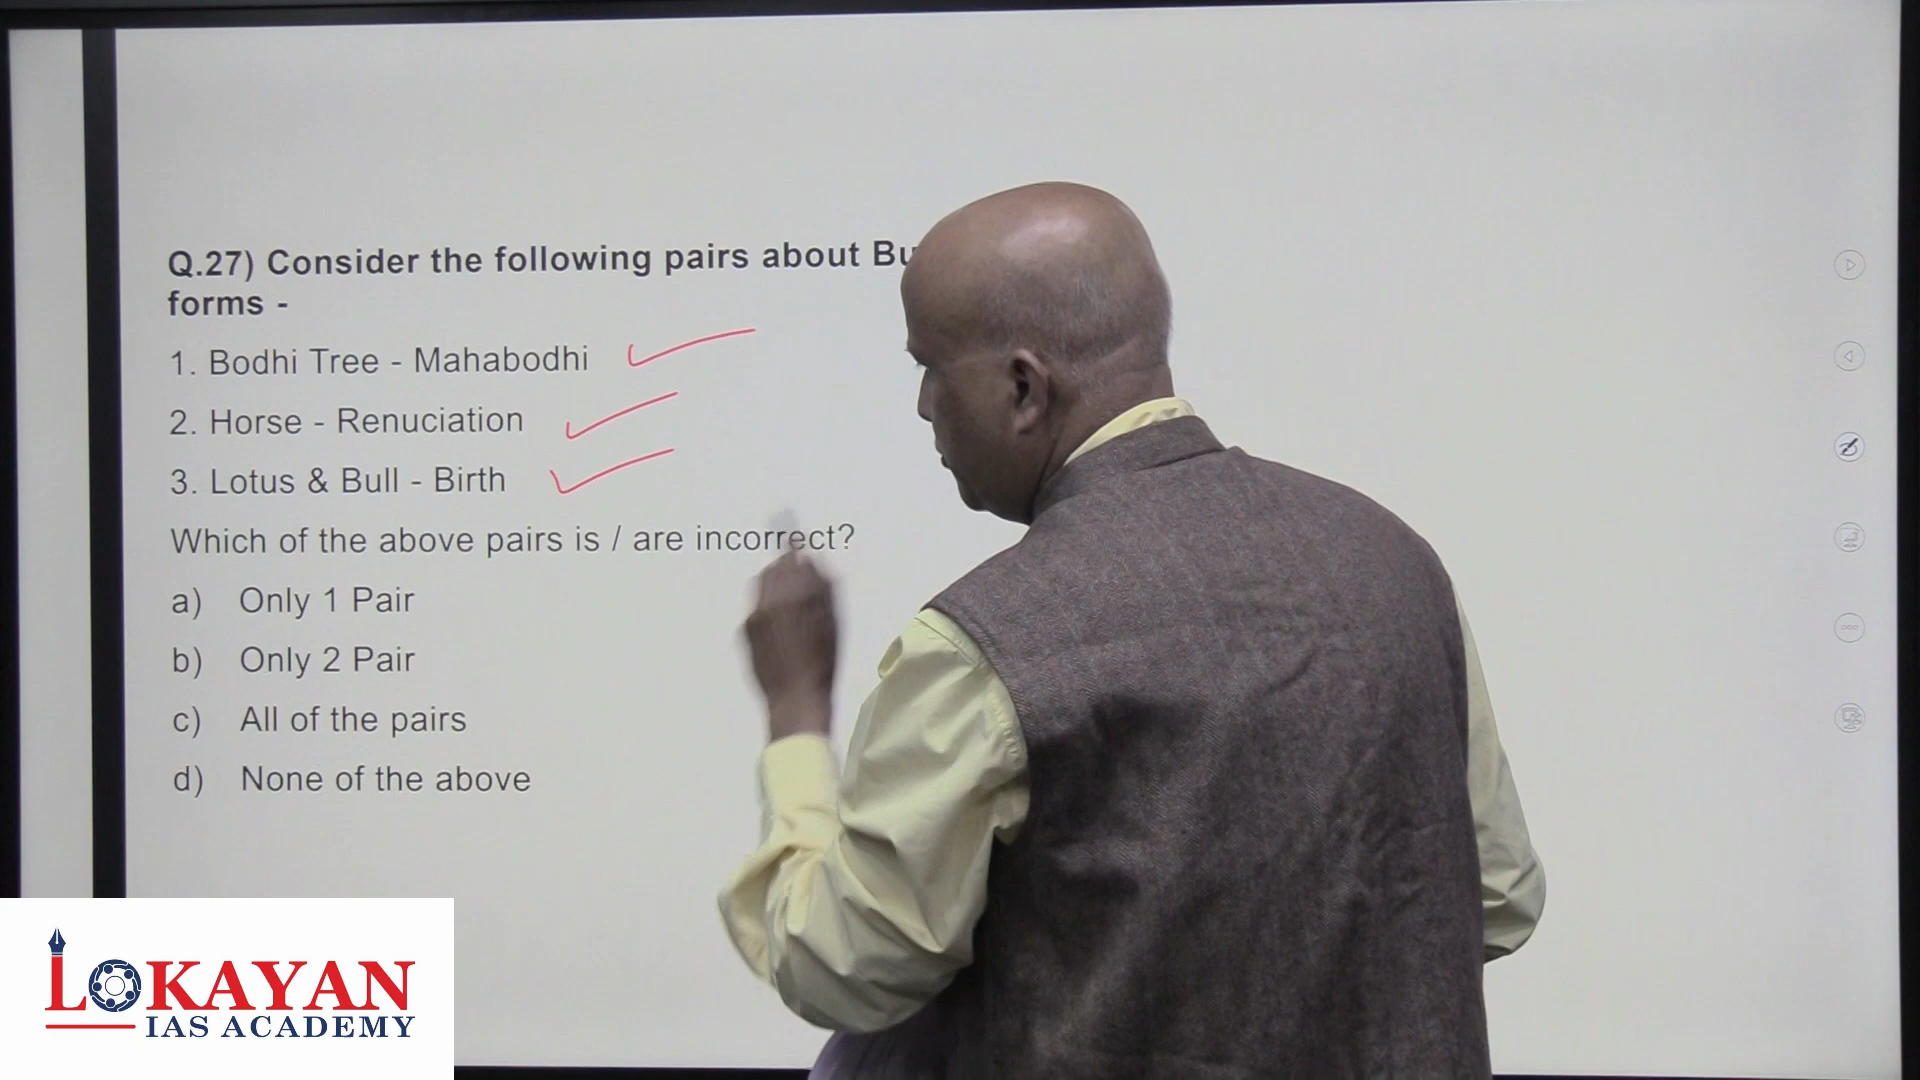 Q.27) Consider the following pairs about
forms -
1. Bodhi Tree - Mahabodhi
2. Horse - Renuciation
3. Lotus & Bull - Birth
Which of the above pairs is / are incorrect?
a) Only 1 Pair
b) Only 2 Pair
c) All of the pairs
d) None of the above
LOKAYAN
IAS ACADEMY